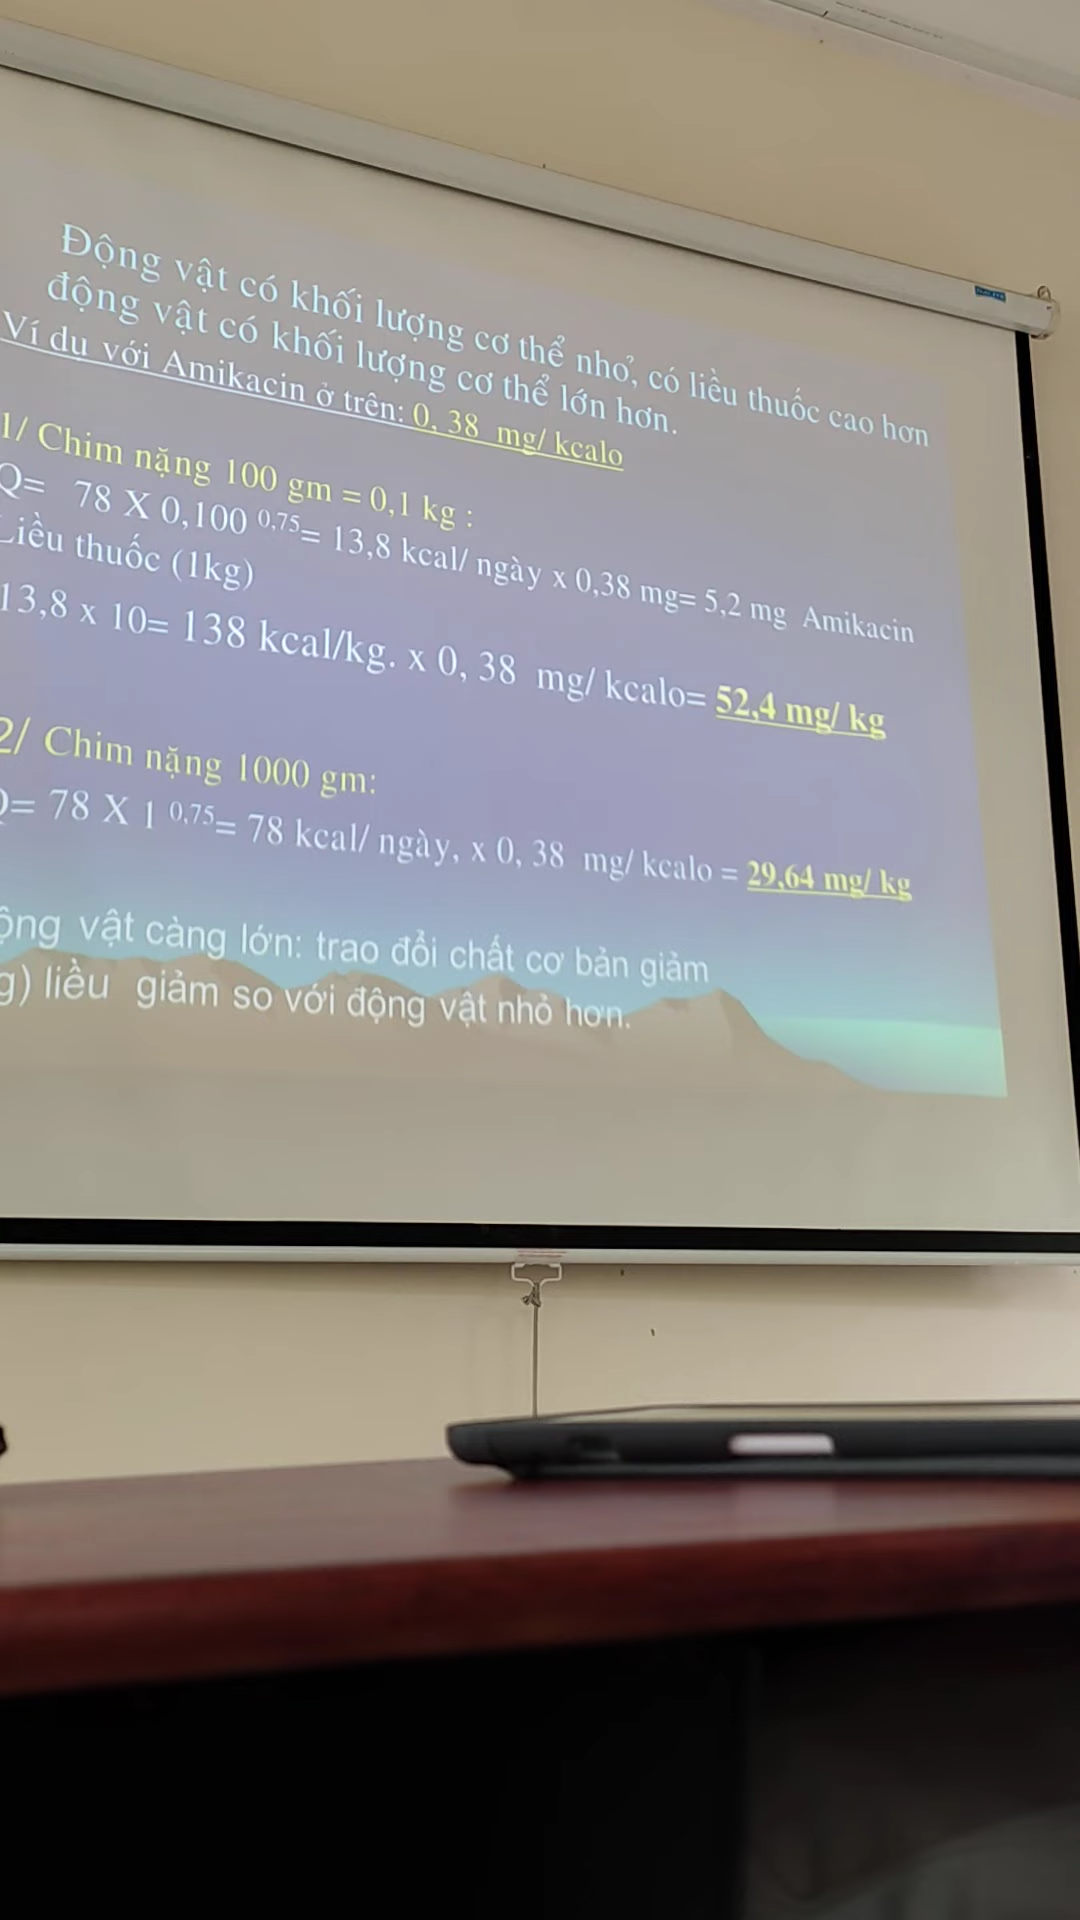 Động vật có khối lượng cơ thể nhỏ, có liều thuốc cao hơn
động vật có khối lượng cơ thể lớn hơn.
Ví dụ với Amikacin ở trên: 0, 38 mg/ kcalo
1/ Chim nặng 100 gm = 0,1 kg :
Q= 78 X 0,100 0,75= 13,8 kcal/ ngày x 0,38 mg= 5,2 mg Amikacin
Liều thuốc (1kg)
13,8 x 10= 138 kcal/kg. x 0, 38 mg/ kcalo= 52,4 mg/ kg
2/ Chim nặng 1000 gm:
= 78 X 1 0,75= 78 kcal/ ngày, x 0, 38 mg/ kcalo = 29,64 mg/ kg
vật càng lớn: trao đổi chất cơ bản giảm
liều giảm so với động vật nhỏ hơn.